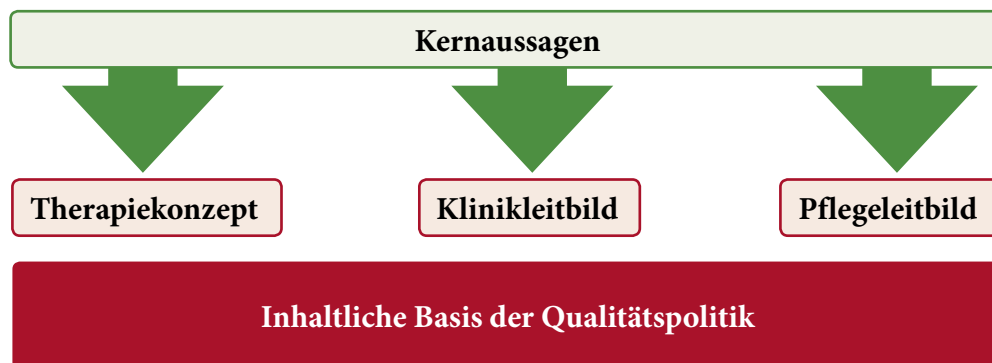 Kernaussagen
Therapiekonzept
Klinikleitbild
Pflegeleitbild
Inhaltliche Basis der Qualitätspolitik